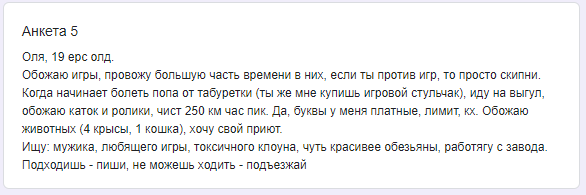 Анкета 5
Оля, 19 ерс олд.
Обожаю игры, провожу большую часть времени в них, если ты против игр, то просто скипни.
Когда начинает болеть попа от табуретки (ты же мне купишь игровой стульчак), иду на выгул,
обожаю каток и ролики, чист 250 км час пик. Да, буквы у меня платные, лимит, кх. Обожаю
животных (4 крысы, 1 кошка), хочу свой приют.
Ищу: мужика, любящего игры, токсичного клоуна, чуть красивее обезьяны, работягу с завода.
Подходишь - пиши, не можешь ходить - подъезжай